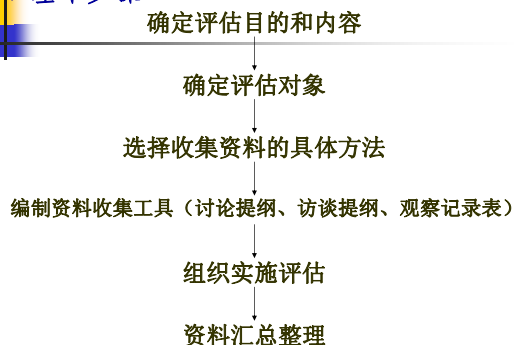 确定评估目的和内容
确定评估对象
选择收集资料的具体方法
编制资料收集工具（讨论提纲、访谈提纲、观察记录表）
组织实施评估
资料汇总整理